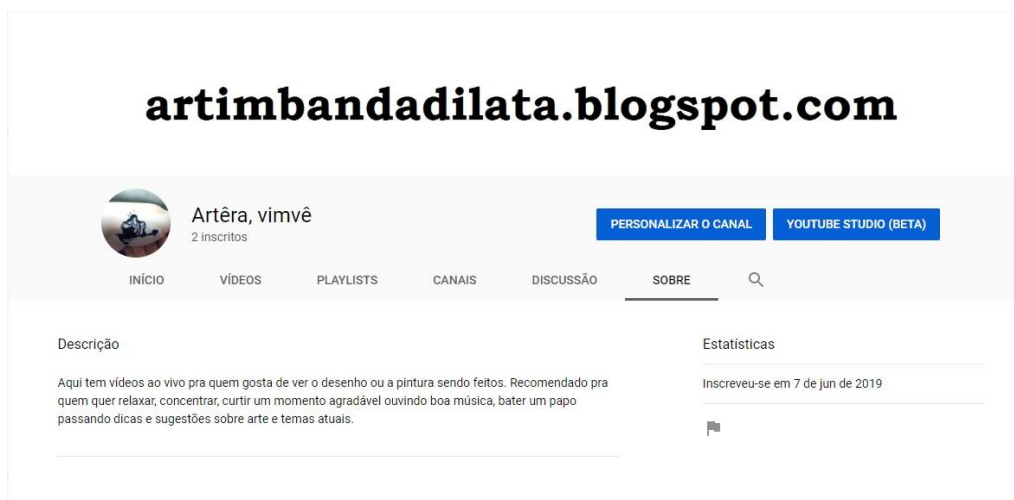 artimbandadilata.blogspot.com
Artêra, vimvê
2 inscritos
PERSONALIZAR O CANAL
YOUTUBE STUDIO (BETA)
INÍCIO VÍDEOS PLAYLISTS CANAIS DISCUSSÃO SOBRE
Descrição
Aqui tem vídeos ao vivo pra quem gosta de ver o desenho ou a pintura sendo feitos. Recomendado pra
quem quer relaxar, concentrar, curtir um momento agradável ouvindo boa música, bater um papo
passando dicas e sugestões sobre arte e temas atuais.
Estatísticas
Inscreveu-se em 7 de jun de 2019